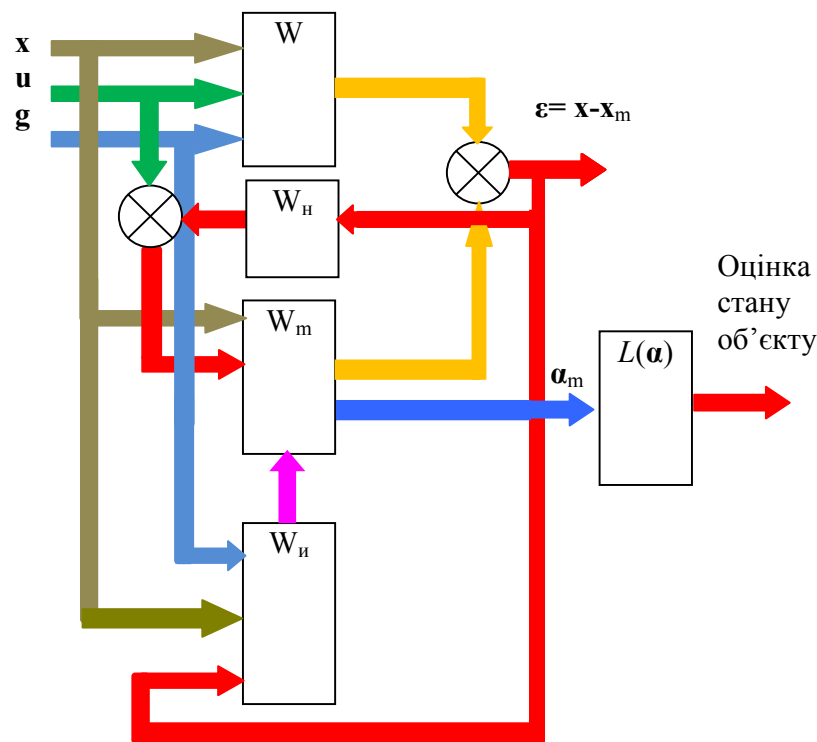 x
u
g
W
ε= x-xₘ
Wн
Wm
αₘ
L(α)
Оцінка
стану
об’єкту
Wи